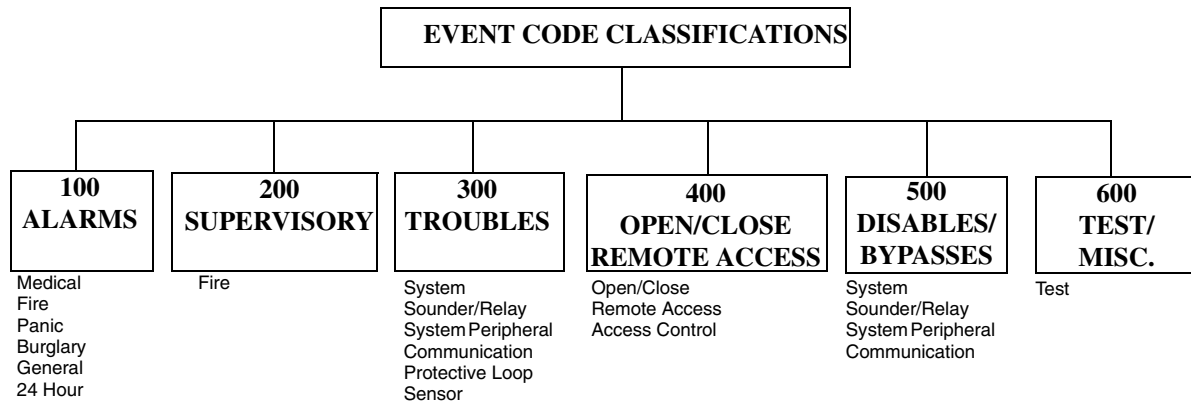 EVENT CODE CLASSIFICATIONS
100
ALARMS
Medical
Fire
Panic
Burglary
General
24 Hour
200
SUPERVISORY
Fire
300
TROUBLES
System
Sounder/Relay
System Peripheral
Communication
Protective Loop
Sensor
400
OPEN/CLOSE
REMOTE ACCESS
Open/Close
Remote Access
Access Control
500
DISABLES/
BYPASSES
System
Sounder/Relay
System Peripheral
Communication
600
TEST/
MISC.
Test